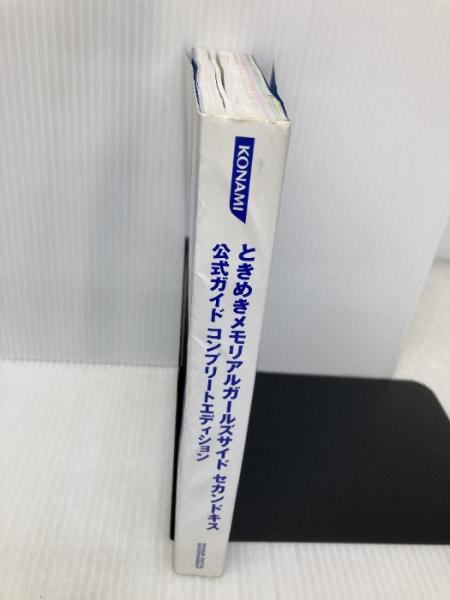 KONAMI
ときめきメモリアルガールズサイド セカンドキス
公式ガイド コンプリートエディション